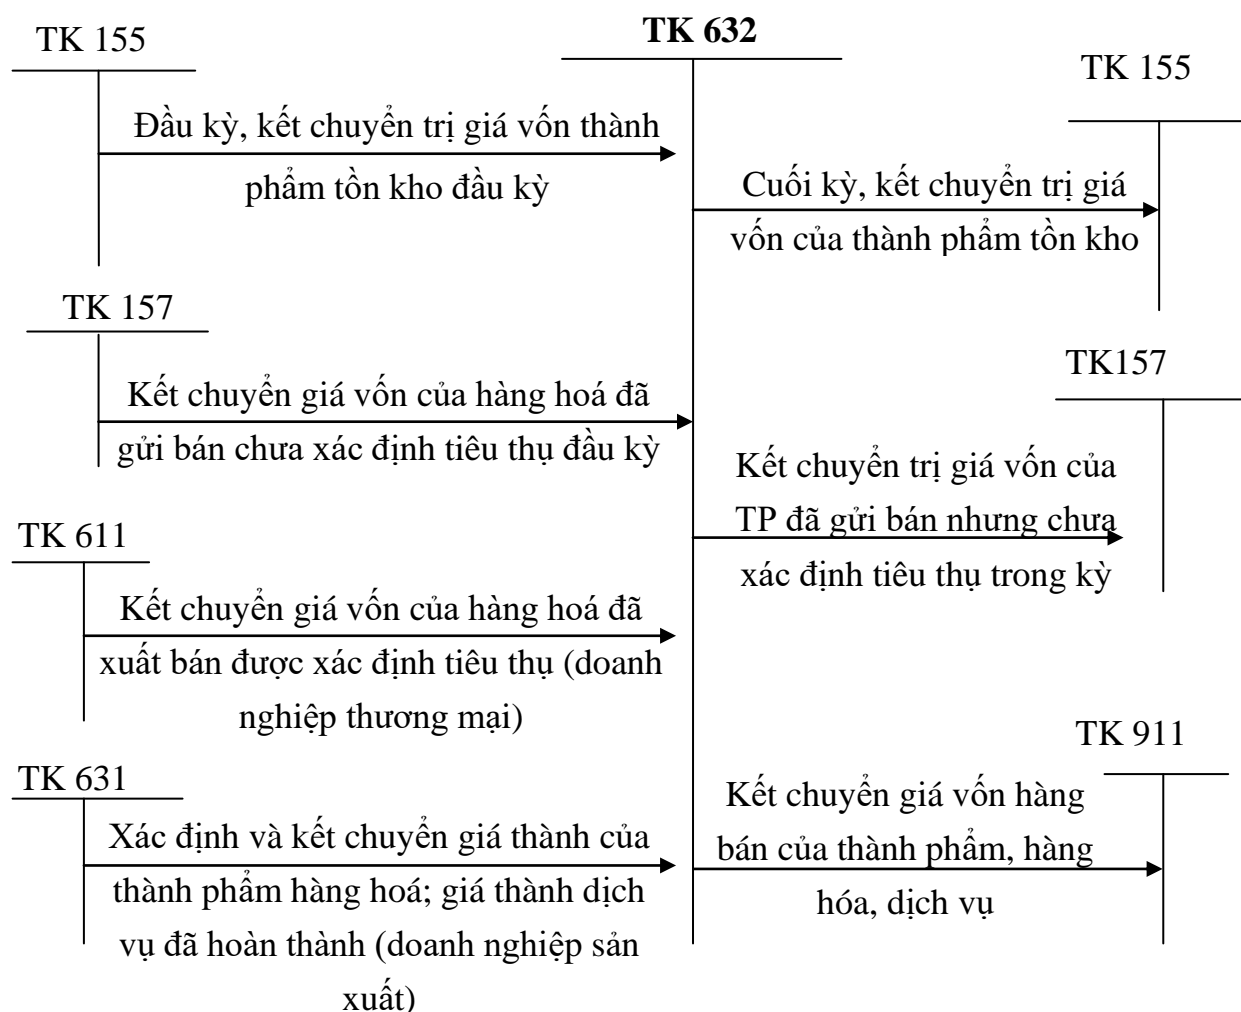 TK 155
Đầu kỳ, kết chuyển trị giá vốn thành
phẩm tồn kho đầu kỳ
TK 157
Kết chuyển giá vốn của hàng hoá đã
gửi bán chưa xác định tiêu thụ đầu kỳ
TK 611
Kết chuyển giá vốn của hàng hoá đã
xuất bán được xác định tiêu thụ (doanh
nghiệp thương mại)
TK 631
Xác định và kết chuyển giá thành của
thành phẩm hàng hoá; giá thành dịch
vụ đã hoàn thành (doanh nghiệp sản
xuất)
TK 632
TK 155
Cuối kỳ, kết chuyển trị giá
vốn của thành phẩm tồn kho
TK157
Kết chuyển trị giá vốn của
TP đã gửi bán nhưng chưa
xác định tiêu thụ trong kỳ
TK 911
Kết chuyển giá vốn hàng
bán của thành phẩm, hàng
hóa, dịch vụ